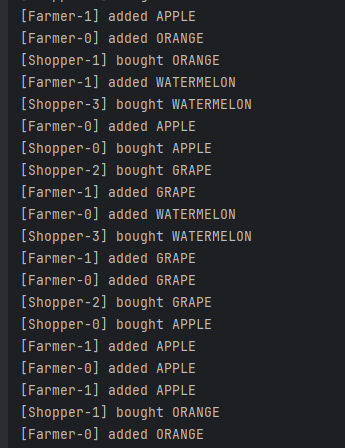 [Farmer-1] added APPLE
[Farmer-0] added ORANGE
[Shopper-1] bought ORANGE
[Farmer-1] added WATERMELON
[Shopper-3] bought WATERMELON
[Farmer-0] added APPLE
[Shopper-0] bought APPLE
[Shopper-2] bought GRAPE
[Farmer-1] added GRAPE
[Farmer-0] added WATERMELON
[Shopper-3] bought WATERMELON
[Farmer-1] added GRAPE
[Farmer-0] added GRAPE
[Shopper-2] bought GRAPE
[Shopper-0] bought APPLE
[Farmer-1] added APPLE
[Farmer-0] added APPLE
[Farmer-1] added APPLE
[Shopper-1] bought ORANGE
[Farmer-0] added ORANGE